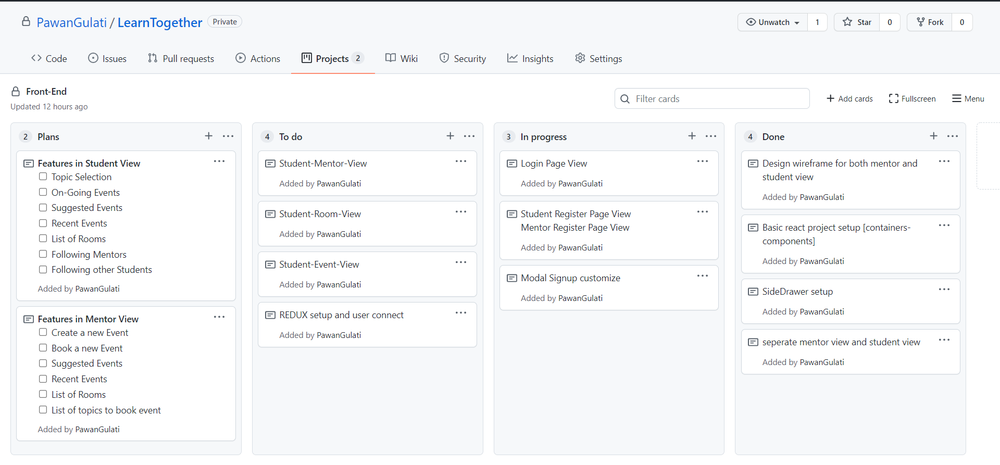 PawanGulati / LearnTogether Private
Unwatch 1 Star 0 Fork 0
Code Issues Pull requests Actions Projects 2 Wiki Security Insights Settings
Front-End
Updated 12 hours ago
Filter cards
Add cards Fullscreen Menu
2 Plans
Features in Student View
Topic Selection
On-Going Events
Suggested Events
Recent Events
List of Rooms
Following Mentors
Following other Students
Added by PawanGulati
Features in Mentor View
Create a new Event
Book a new Event
Suggested Events
Recent Events
List of Rooms
List of topics to book event
Added by PawanGulati
4 To do
Student-Mentor-View
Added by PawanGulati
Student-Room-View
Added by PawanGulati
Student-Event-View
Added by PawanGulati
REDUX setup and user connect
Added by PawanGulati
3 In progress
Login Page View
Added by PawanGulati
Student Register Page View
Mentor Register Page View
Added by PawanGulati
Modal Signup customize
Added by PawanGulati
4 Done
Design wireframe for both mentor and
student view
Added by PawanGulati
Basic react project setup [containers-
components]
Added by PawanGulati
SideDrawer setup
Added by PawanGulati
seperate mentor view and student view
Added by PawanGulati